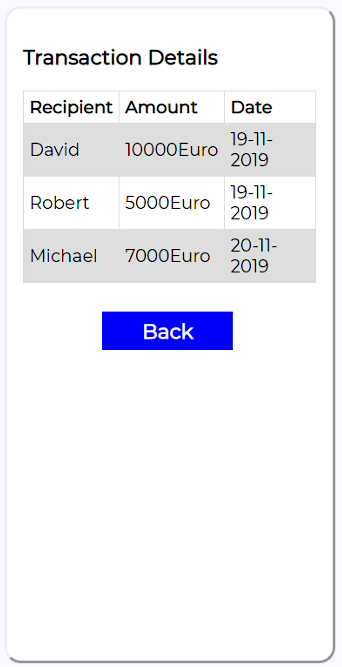 Transaction Details
Recipient Amount Date
David 10000Euro 19-11-
2019
Robert 5000Euro 19-11-
2019
Michael 7000Euro 20-11-
2019
Back